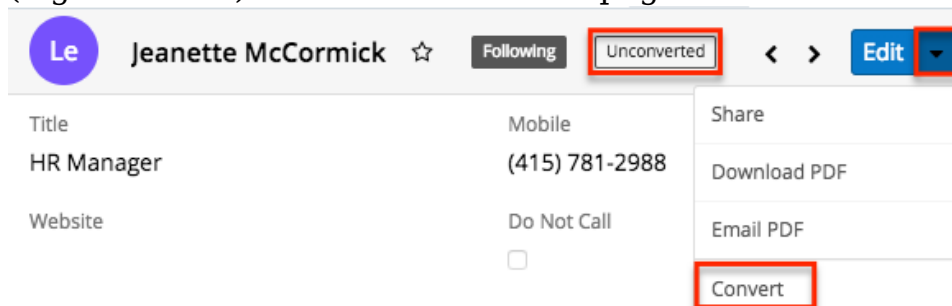 Le Jeanette McCormick ☆ Following Unconverted < > Edit
Title Mobile Share
HR Manager (415) 781-2988 Download PDF
Website Do Not Call Email PDF
Convert